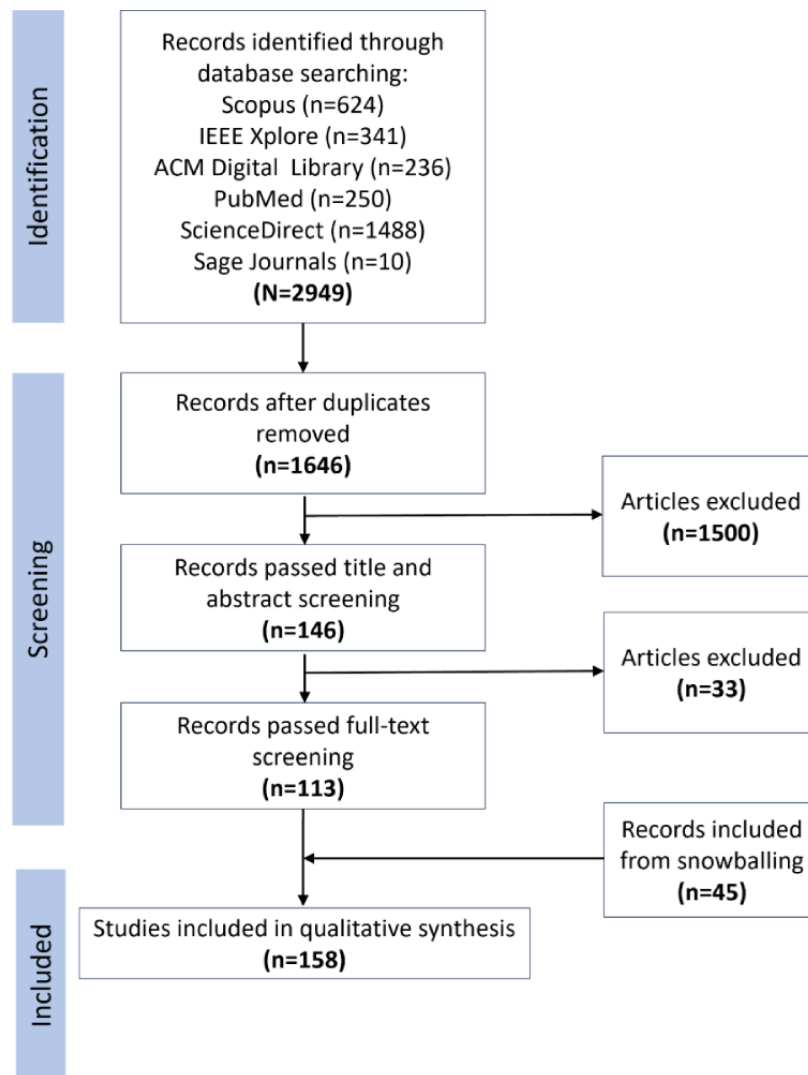 Identification
Records identified through
database searching:
Scopus (n=624)
IEEE Xplore (n=341)
ACM Digital Library (n=236)
PubMed (n=250)
ScienceDirect (n=1488)
Sage Journals (n=10)
(N=2949)
Screening
Records after duplicates
removed
(n=1646)
Articles excluded
(n=1500)
Records passed title and
abstract screening
(n=146)
Articles excluded
(n=33)
Records passed full-text
screening
(n=113)
Records included
from snowballing
(n=45)
Included
Studies included in qualitative synthesis
(n=158)